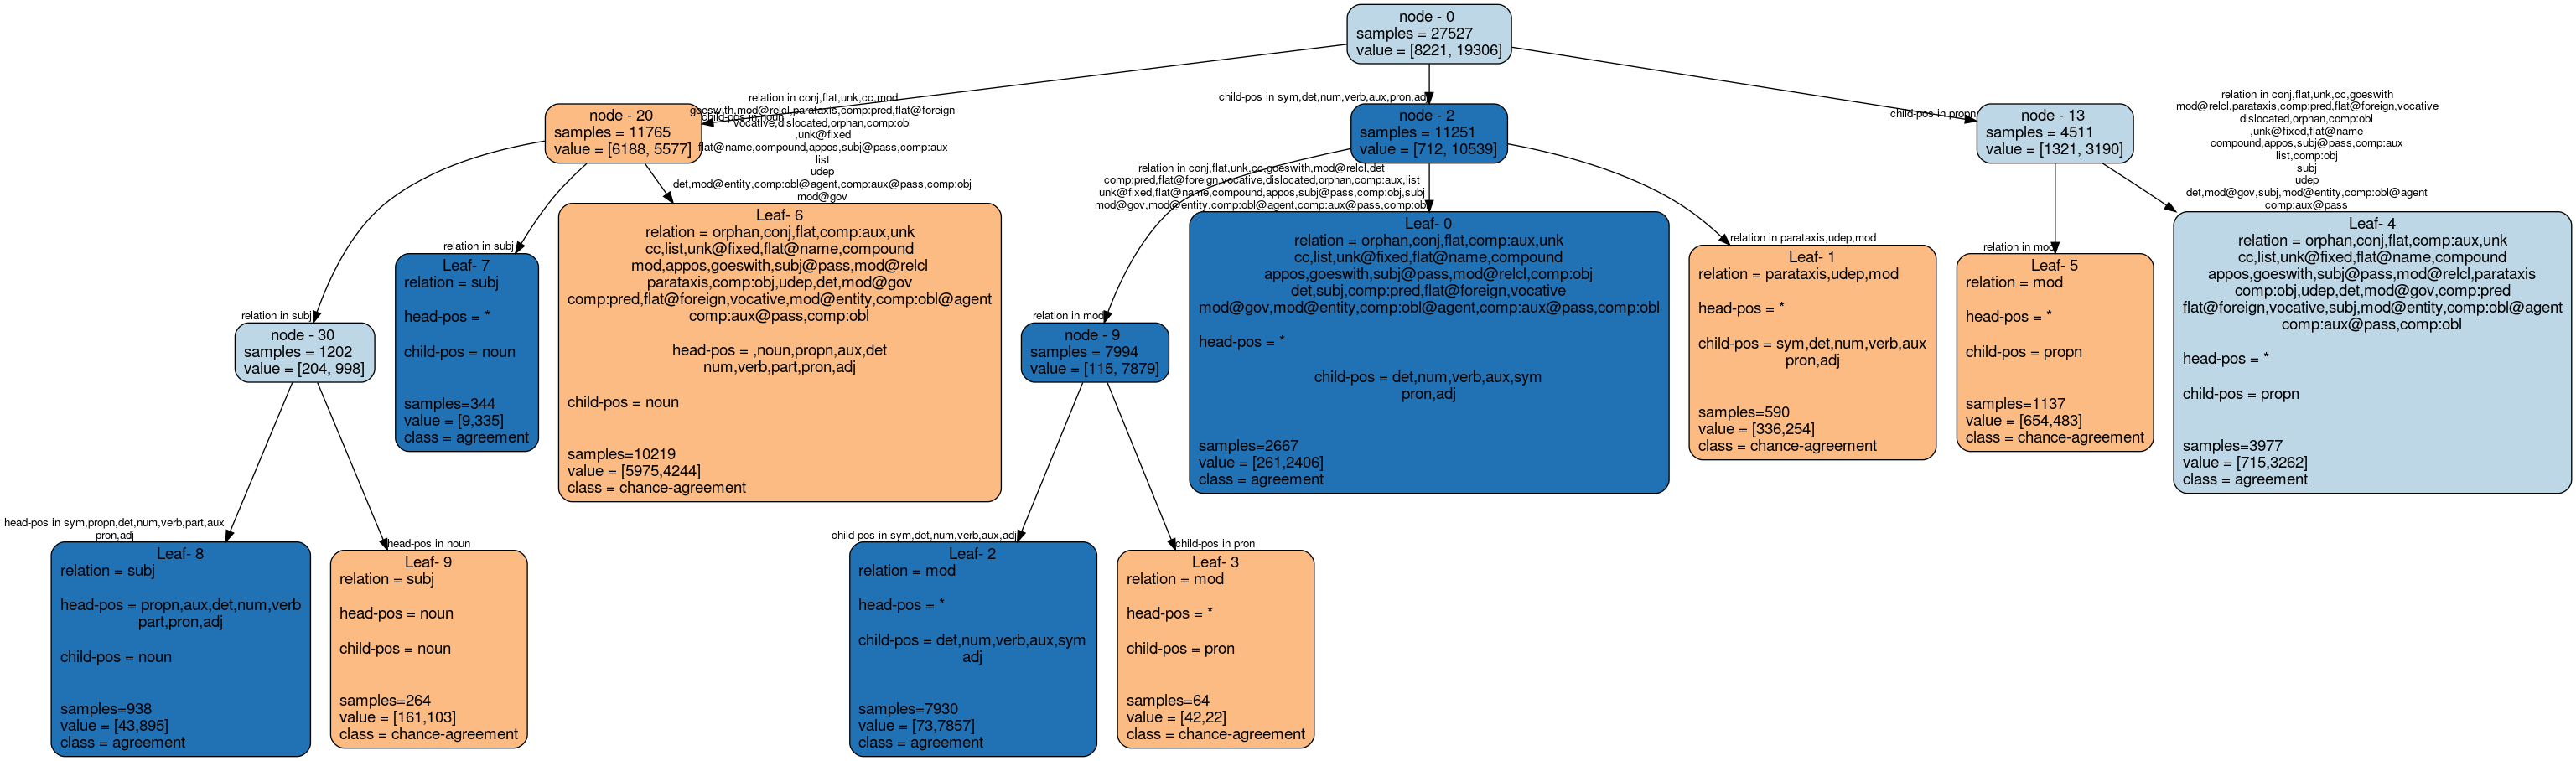 node - 0
samples = 27527
value = [8221, 19306]
relation in conj,flat,unk,cc,mod
goeswith,mod@relcl,parataxis,comp:pred,flat@foreign
vocative,dislocated,orphan,comp:obl
,unk@fixed
flat@name,compound,appos,subj@pass,comp:aux
list
udep
det,mod@entity,comp:obl@agent,comp:aux@pass,comp:obj
mod@gov
child-pos in noun
child-pos in sym,det,num,verb,aux,pron,adj
child-pos in propn
relation in conj,flat,unk,cc,goeswith
mod@relcl,parataxis,comp:pred,flat@foreign,vocative
dislocated,orphan,comp:obl
,unk@fixed,flat@name
compound,appos,subj@pass,comp:aux
list,comp:obj
subj
udep
det,mod@gov,subj,mod@entity,comp:obl@agent
comp:aux@pass
node - 20
samples = 11765
value = [6188, 5577]
node - 2
samples = 11251
value = [712, 10539]
node - 13
samples = 4511
value = [1321, 3190]
relation in conj,flat,unk,cc,goeswith,mod@relcl,det
comp:pred,flat@foreign,vocative,dislocated,orphan,comp:aux,list
unk@fixed,flat@name,compound,appos,subj@pass,comp:obj,subj
mod@gov,mod@entity,comp:obl@agent,comp:aux@pass,comp:obl
relation in subj
relation in parataxis,udep,mod
relation in mod
Leaf- 7
relation = subj
head-pos = *
child-pos = noun
samples=344
value = [9,335]
class = agreement
Leaf- 6
relation = orphan,conj,flat,comp:aux,unk
cc,list,unk@fixed,flat@name,compound
mod,appos,goeswith,subj@pass,mod@relcl
parataxis,comp:obj,udep,det,mod@gov
comp:pred,flat@foreign,vocative,mod@entity,comp:obl@agent
comp:aux@pass,comp:obl
head-pos = ,noun,propn,aux,det
num,verb,part,pron,adj
child-pos = noun
samples=10219
value = [5975,4244]
class = chance-agreement
Leaf- 0
relation = orphan,conj,flat,comp:aux,unk
cc,list,unk@fixed,flat@name,compound
appos,goeswith,subj@pass,mod@relcl,comp:obj
det,subj,comp:pred,flat@foreign,vocative
mod@gov,mod@entity,comp:obl@agent,comp:aux@pass,comp:obl
head-pos = *
child-pos = det,num,verb,aux,sym
pron,adj
samples=2667
value = [261,2406]
class = agreement
Leaf- 1
relation = parataxis,udep,mod
head-pos = *
child-pos = sym,det,num,verb,aux
pron,adj
samples=590
value = [336,254]
class = chance-agreement
Leaf- 5
relation = mod
head-pos = *
child-pos = propn
samples=1137
value = [654,483]
class = chance-agreement
Leaf- 4
relation = orphan,conj,flat,comp:aux,unk
cc,list,unk@fixed,flat@name,compound
appos,goeswith,subj@pass,mod@relcl,parataxis
comp:obj,udep,det,mod@gov,comp:pred
flat@foreign,vocative,subj,mod@entity,comp:obl@agent
comp:aux@pass,comp:obl
head-pos = *
child-pos = propn
samples=3977
value = [715,3262]
class = agreement
relation in subj
node - 30
samples = 1202
value = [204, 998]
relation in mod
node - 9
samples = 7994
value = [115, 7879]
head-pos in sym,propn,det,num,verb,part,aux
pron,adj
head-pos in noun
child-pos in sym,det,num,verb,aux,adj
child-pos in pron
Leaf- 8
relation = subj
head-pos = propn,aux,det,num,verb
part,pron,adj
child-pos = noun
samples=938
value = [43,895]
class = agreement
Leaf- 9
relation = subj
head-pos = noun
child-pos = noun
samples=264
value = [161,103]
class = chance-agreement
Leaf- 2
relation = mod
head-pos = *
child-pos = det,num,verb,aux,sym
adj
samples=7930
value = [73,7857]
class = agreement
Leaf- 3
relation = mod
head-pos = *
child-pos = pron
samples=64
value = [42,22]
class = chance-agreement